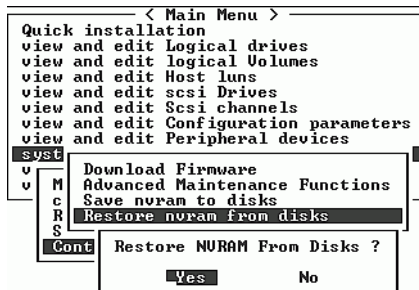 < Main Menu >
Quick installation
view and edit Logical drives
view and edit logical Volumes
view and edit Host luns
view and edit scsi Drives
view and edit Scsi channels
view and edit Configuration parameters
view and edit Peripheral devices
syst
v
v
Download Firmware
M Advanced Maintenance Functions
c Save nvram to disks
R Restore nvram from disks
S
Cont
Restore NVRAM From Disks ?
Yes No